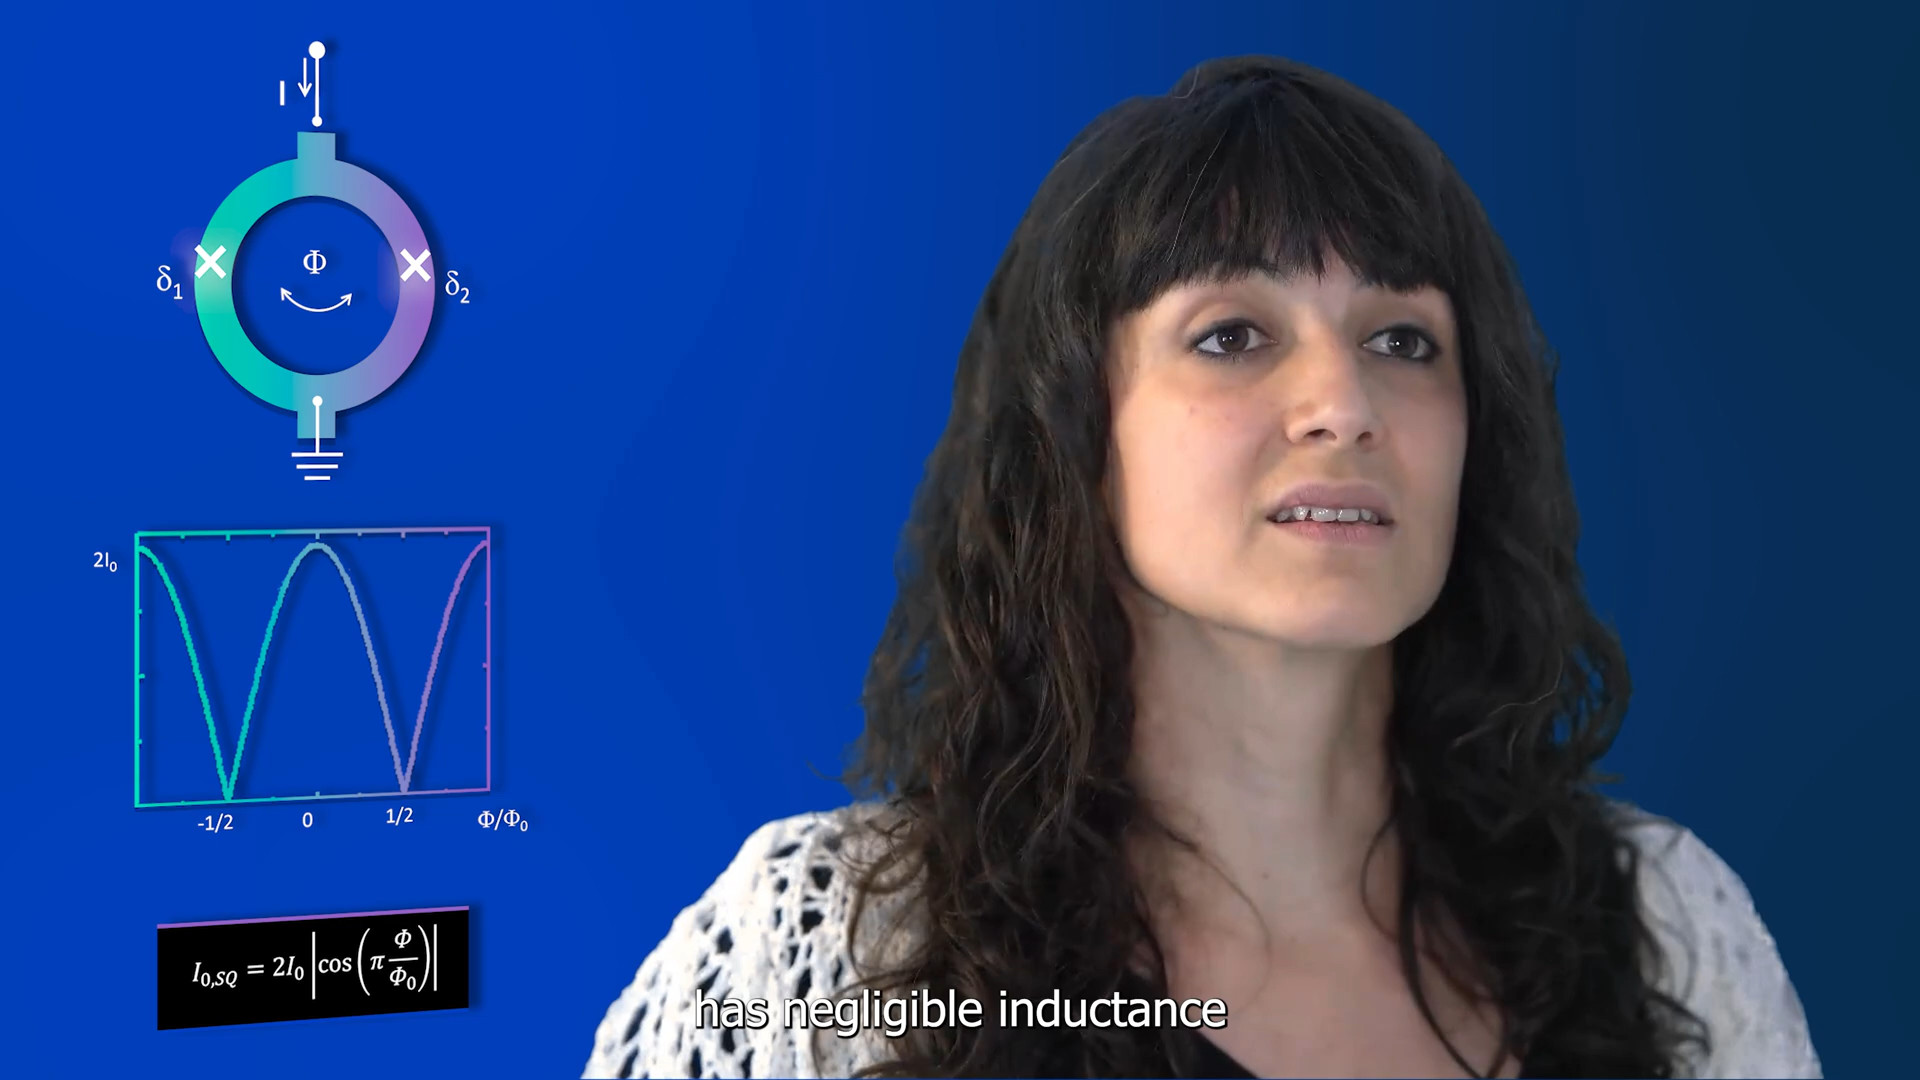 I
Φ
δ₁
δ₂
2I₀
-1/2 0 1/2 Φ/Φ₀
I₀,SQ = 2I₀ |cos(π Φ/Φ₀)|
has negligible inductance